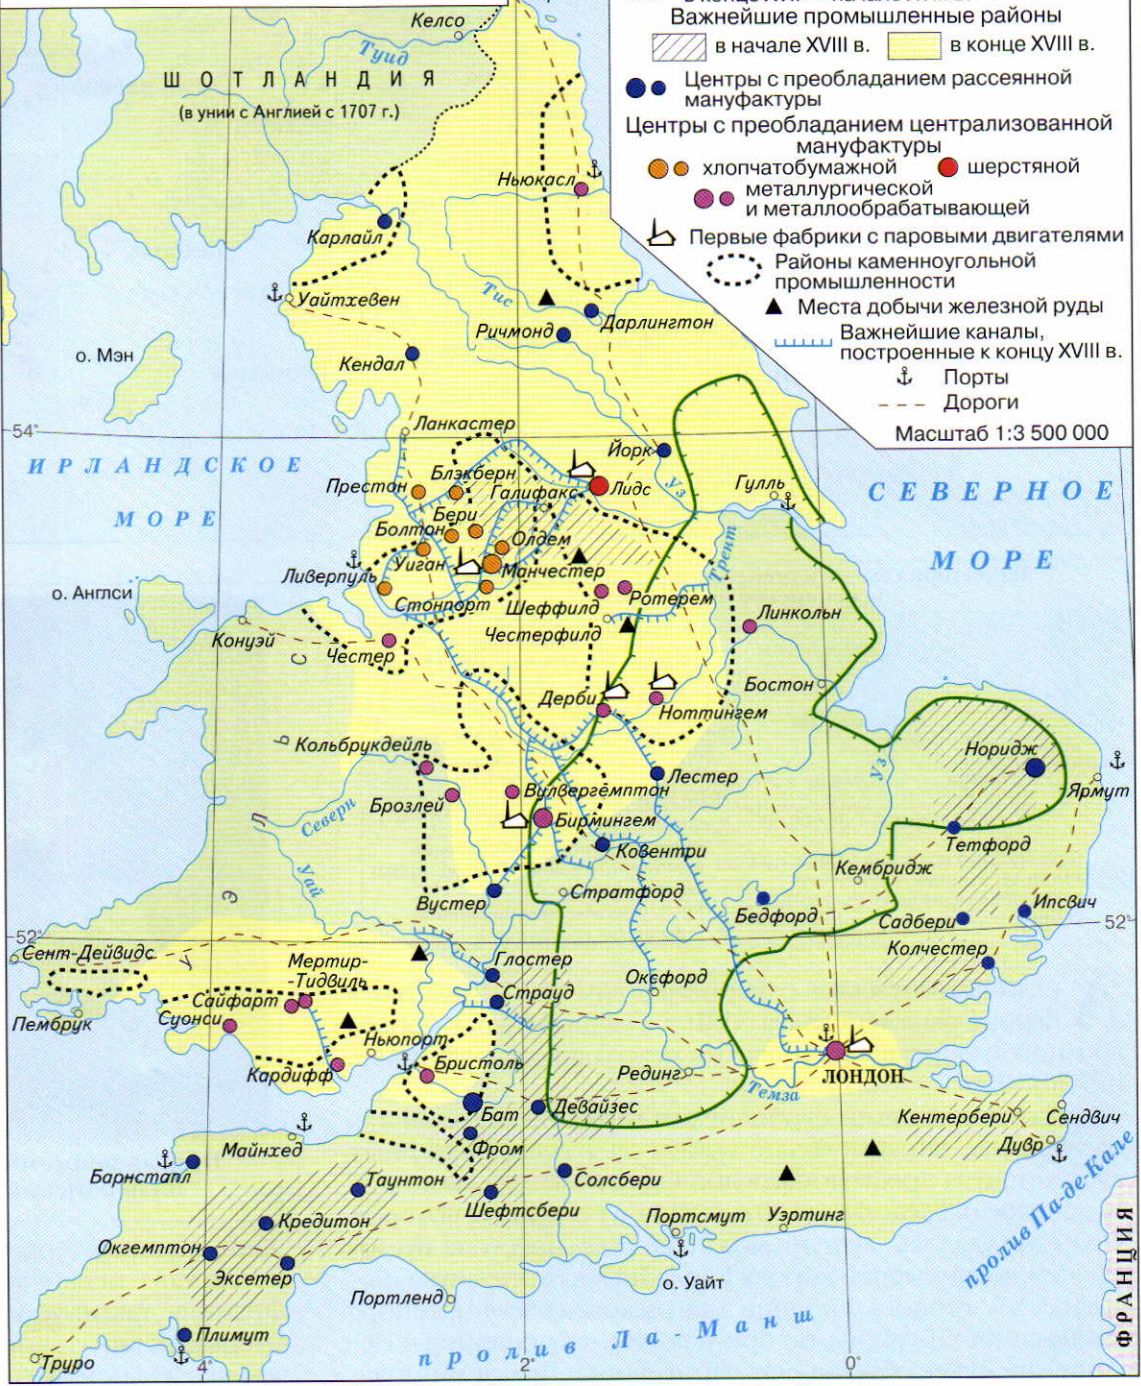 Важнейшие промышленные районы
в начале XVIII в.
в конце XVIII в.
Центры с преобладанием рассеянной
мануфактуры
Центры с преобладанием централизованной
мануфактуры
хлопчатобумажной
шерстяной
металлургической
и металлообрабатывающей
Первые фабрики с паровыми двигателями
Районы каменноугольной
промышленности
Места добычи железной руды
Важнейшие каналы,
построенные к концу XVIII в.
Порты
Дороги
Масштаб 1:3 500 000
Келсо
Туид
ШОТЛАНДИЯ
(в унии с Англией с 1707 г.)
Ньюкасл
Карлайл
Уайтхевен
Тис
Дарлингтон
Ричмонд
о. Мэн
Кендал
54°
Ланкастер
ИРЛАНДСКОЕ
МОРЕ
Йорк
Блэкберн
Престон
Галифакс
Лидс
Уз
Гулль
СЕВЕРНОЕ
МОРЕ
Бери
Болтон
Олдем
Трент
Уиган
Манчестер
Ливерпуль
о. Англси
Стонпорт
Шеффилд
Ротерем
Линкольн
Честерфилд
Конуэй
Честер
Бостон
Дерби
Ноттингем
Кольбрукдейль
Норидж
Уз
Лестер
Ярмут
Вулвергемптон
Брозлей
Северн
Бирмингем
Тетфорд
Ковентри
Кембридж
Уай
Стратфорд
Вустер
Бедфорд
Садбери
Ипсвич
УЭЛЬС
52°
52°
Сент-Дейвидс
Колчестер
Мертир-
-Тидвиль
Глостер
Оксфорд
Страуд
Сайфарт
Пембрук
Суонси
Ньюпорт
Бристоль
Кардифф
Рединг
ЛОНДОН
Темза
Бат
Девайзес
Кентербери
Сендвич
Майнхед
Фром
Дувр
Барнстапл
Таунтон
Солсбери
Шефтсбери
Портсмут
Уэртинг
Кредитон
Окгемптон
Эксетер
о. Уайт
Портленд
пролив Па-де-Кале
ФРАНЦИЯ
Плимут
пролив Ла-Манш
Труро
4°
2°
0°